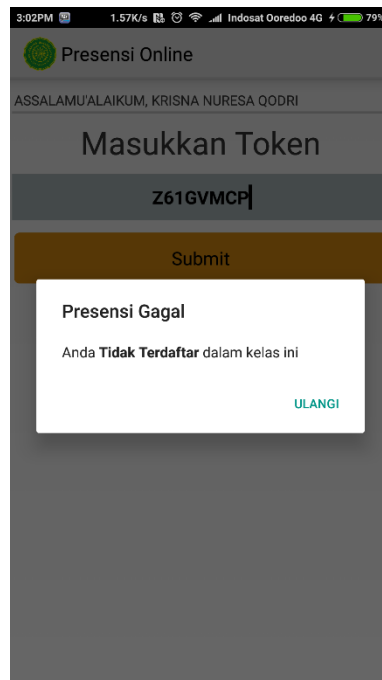 3:02PM 1.57K/s Indosat Ooredoo 4G 79%
Presensi Online
ASSALAMU'ALAIKUM, KRISNA NURESA QODRI
Masukkan Token
Z61GVMCP
Submit
Presensi Gagal
Anda Tidak Terdaftar dalam kelas ini
ULANGI